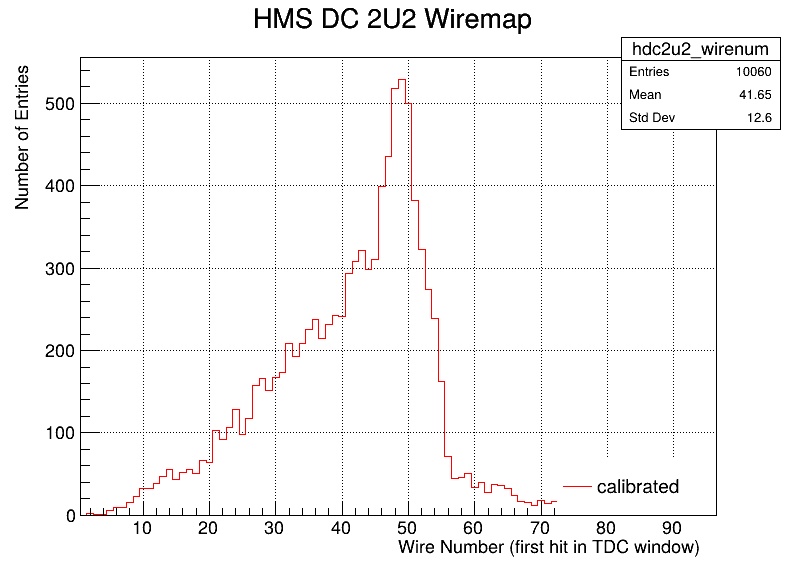 HMS DC 2U2 Wiremap
hdc2u2_wirenum
Entries 10060
Mean 41.65
Std Dev 12.6
Number of Entries
500
400
300
200
100
0
calibrated
10 20 30 40 50 60 70 80 90
Wire Number (first hit in TDC window)